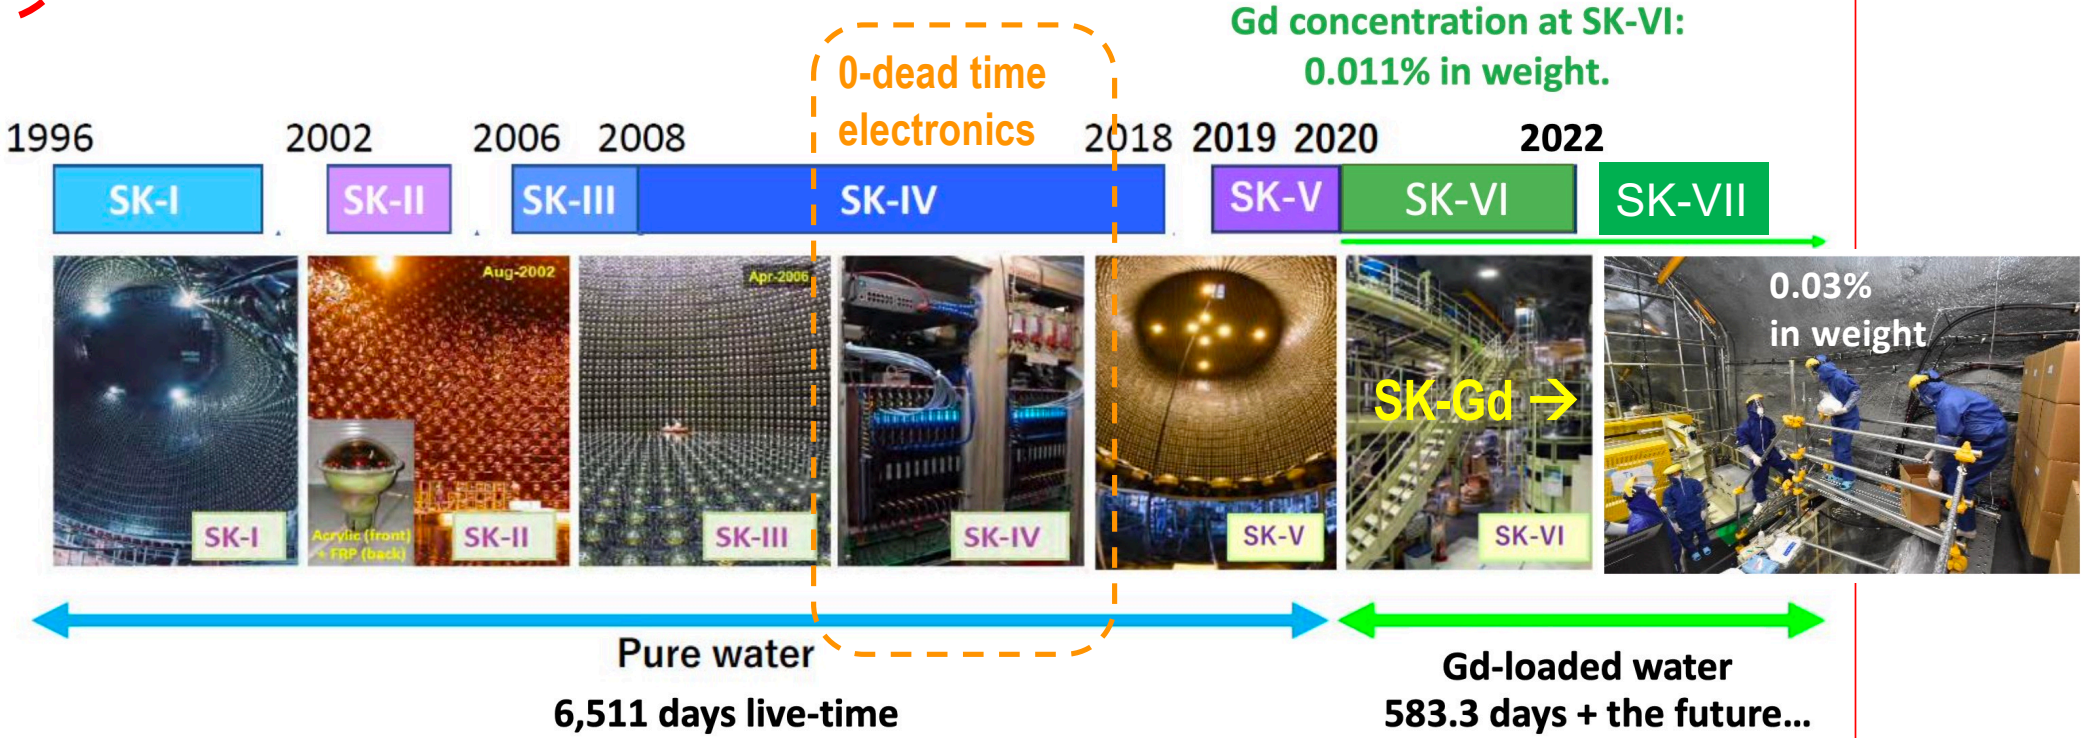 Gd concentration at SK-VI:
0.011% in weight.
0-dead time
electronics
1996
2002
2006
2008
2018
2019
2020
2022
SK-I
SK-II
SK-III
SK-IV
SK-V
SK-VI
SK-VII
Aug-2002
Apr-2006
0.03%
in weight
SK-Gd →
Acrylic (front)
+ FRP (back)
SK-I
SK-II
SK-III
SK-IV
SK-V
SK-VI
Pure water
6,511 days live-time
Gd-loaded water
583.3 days + the future...